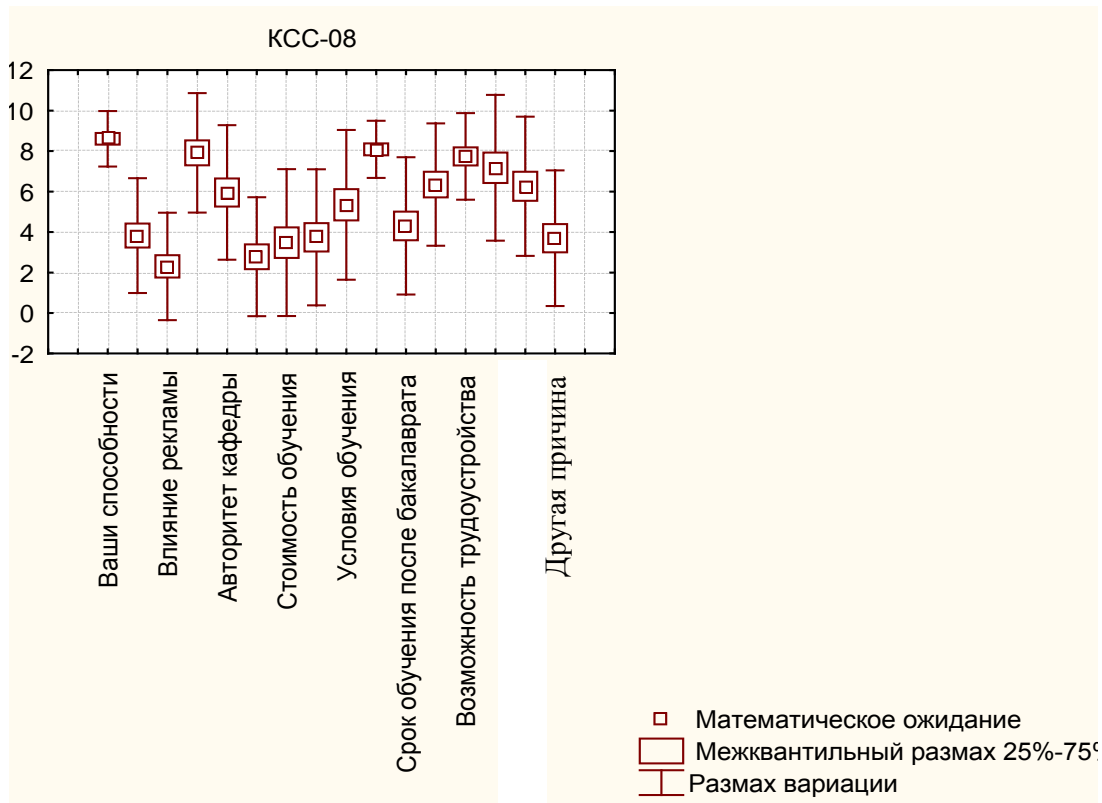 КСС-08
12
10
8
6
4
2
0
-2
Ваши способности
Влияние рекламы
Авторитет кафедры
Стоимость обучения
Условия обучения
Срок обучения после бакалаврата
Возможность трудоустройства
Другая причина
Математическое ожидание
Межквантильный размах 25%-75%
Размах вариации